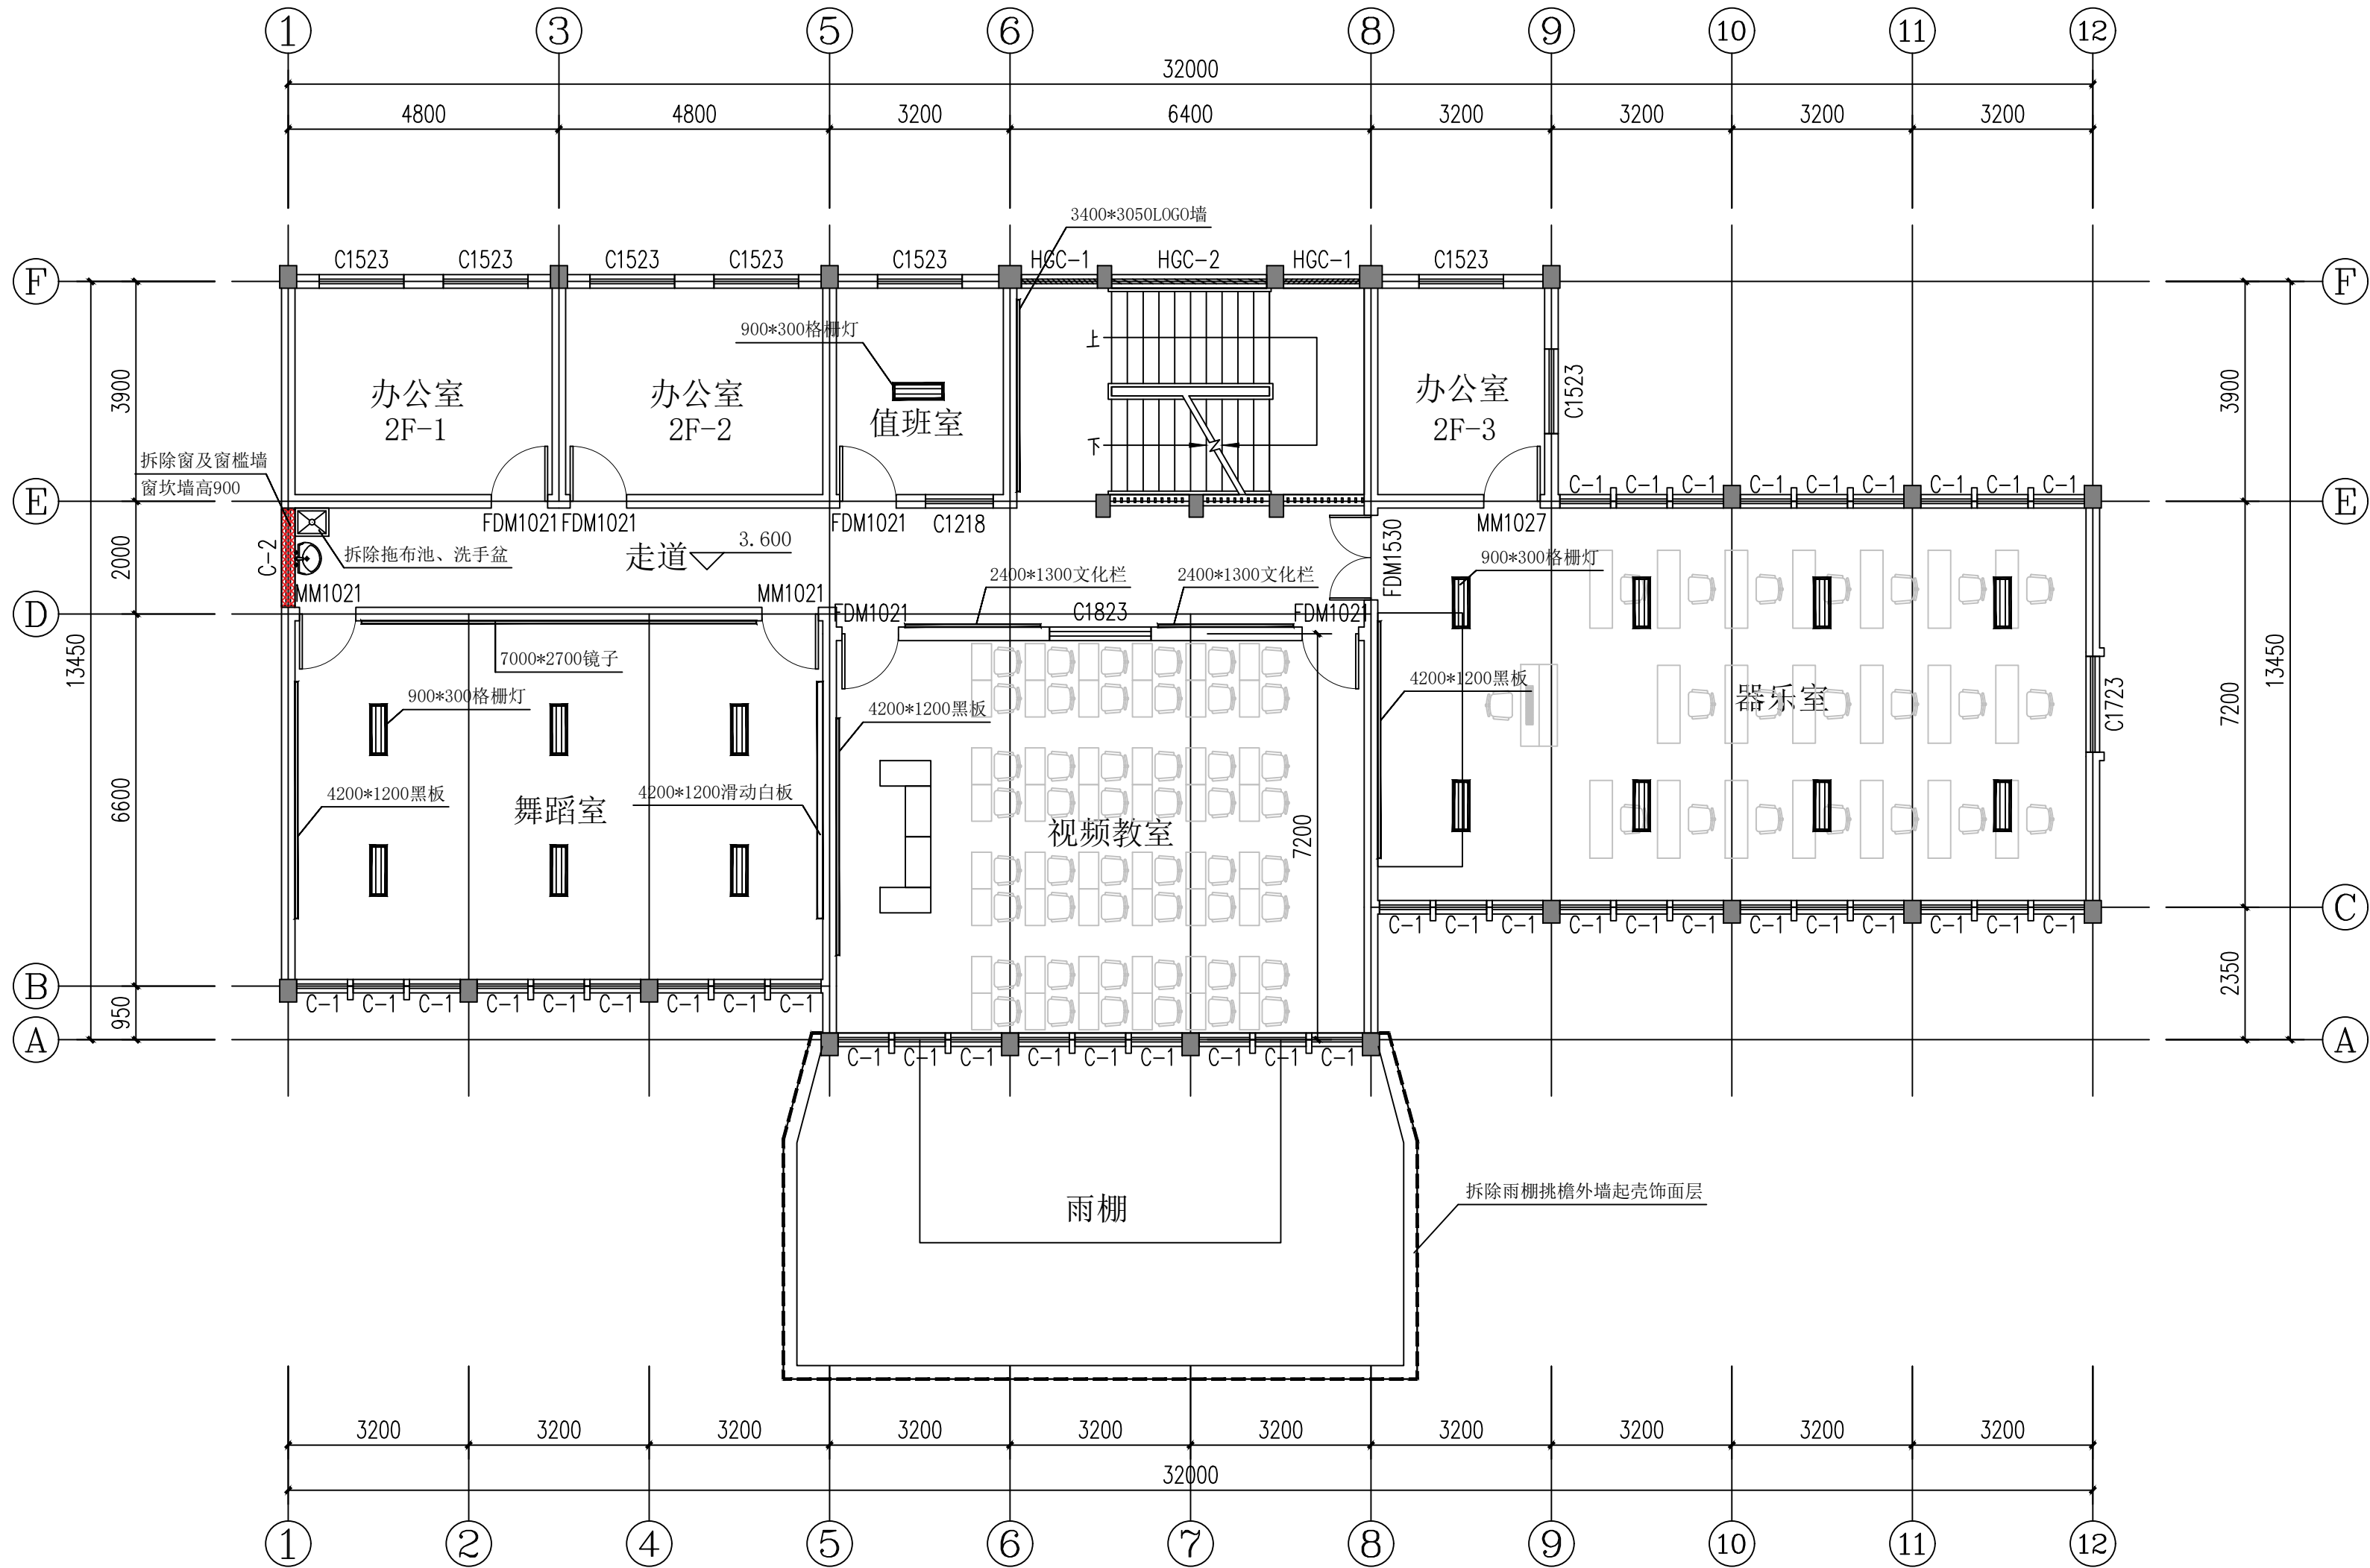 1 3 5 6 8 9 10 11 12
32000
4800 4800 3200 6400 3200 3200 3200 3200
3400*3050LOGO墙
C1523 C1523 C1523 C1523 C1523 HGC-1 HGC-2 HGC-1 C1523
F F
900*300格栅灯
上
3900 办公室 办公室 值班室 办公室 C1523 3900
2F-1 2F-2 2F-3
下
拆除窗及窗槛墙
窗坎墙高900
C-1 C-1 C-1 C-1 C-1 C-1 C-1 C-1 C-1
E E
FDM1021 FDM1021 FDM1021 C1218 MM1027
3.600
2000 C-2 拆除拖布池、洗手盆 走道 FDM1530 900*300格栅灯
2400*1300文化栏 2400*1300文化栏
MM1021 MM1021 FDM1021 C1823 FDM1021
D
13450 13450
7000*2700镜子
4200*1200黑板
900*300格栅灯 器乐室 C1723 7200
4200*1200黑板
6600 4200*1200黑板 舞蹈室 4200*1200滑动白板
视频教室 7200
C
C-1 C-1 C-1 C-1 C-1 C-1 C-1 C-1 C-1 C-1 C-1 C-1
B
C-1 C-1 C-1 C-1 C-1 C-1 C-1 C-1 C-1
950 2350
A A
C-1 C-1 C-1 C-1 C-1 C-1 C-1 C-1 C-1
雨棚 拆除雨棚挑檐外墙起壳饰面层
3200 3200 3200 3200 3200 3200 3200 3200 3200 3200
32000
1 2 4 5 6 7 8 9 10 11 12